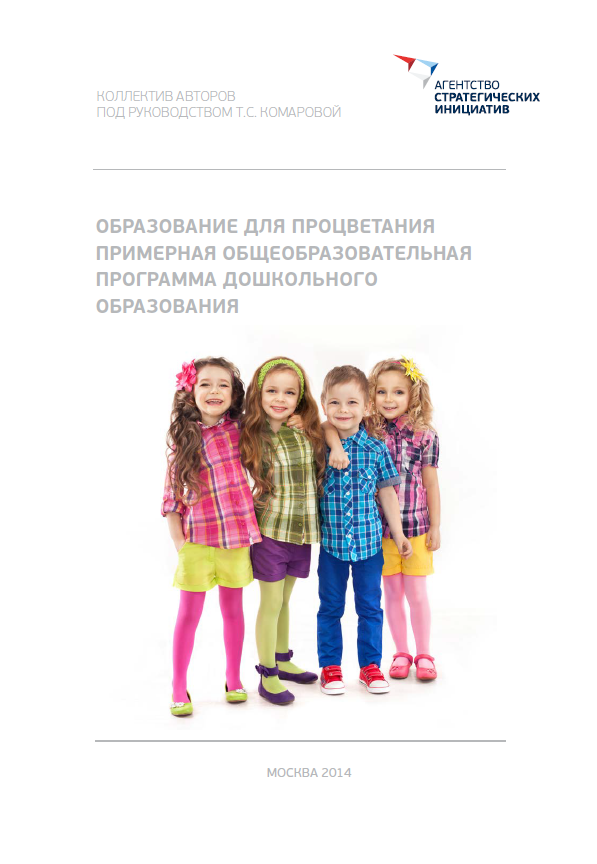 КОЛЛЕКТИВ АВТОРОВ
ПОД РУКОВОДСТВОМ Т.С. КОМАРОВОЙ
АГЕНТСТВО
СТРАТЕГИЧЕСКИХ
ИНИЦИАТИВ
ОБРАЗОВАНИЕ ДЛЯ ПРОЦВЕТАНИЯ
ПРИМЕРНАЯ ОБЩЕОБРАЗОВАТЕЛЬНАЯ
ПРОГРАММА ДОШКОЛЬНОГО
ОБРАЗОВАНИЯ
МОСКВА 2014